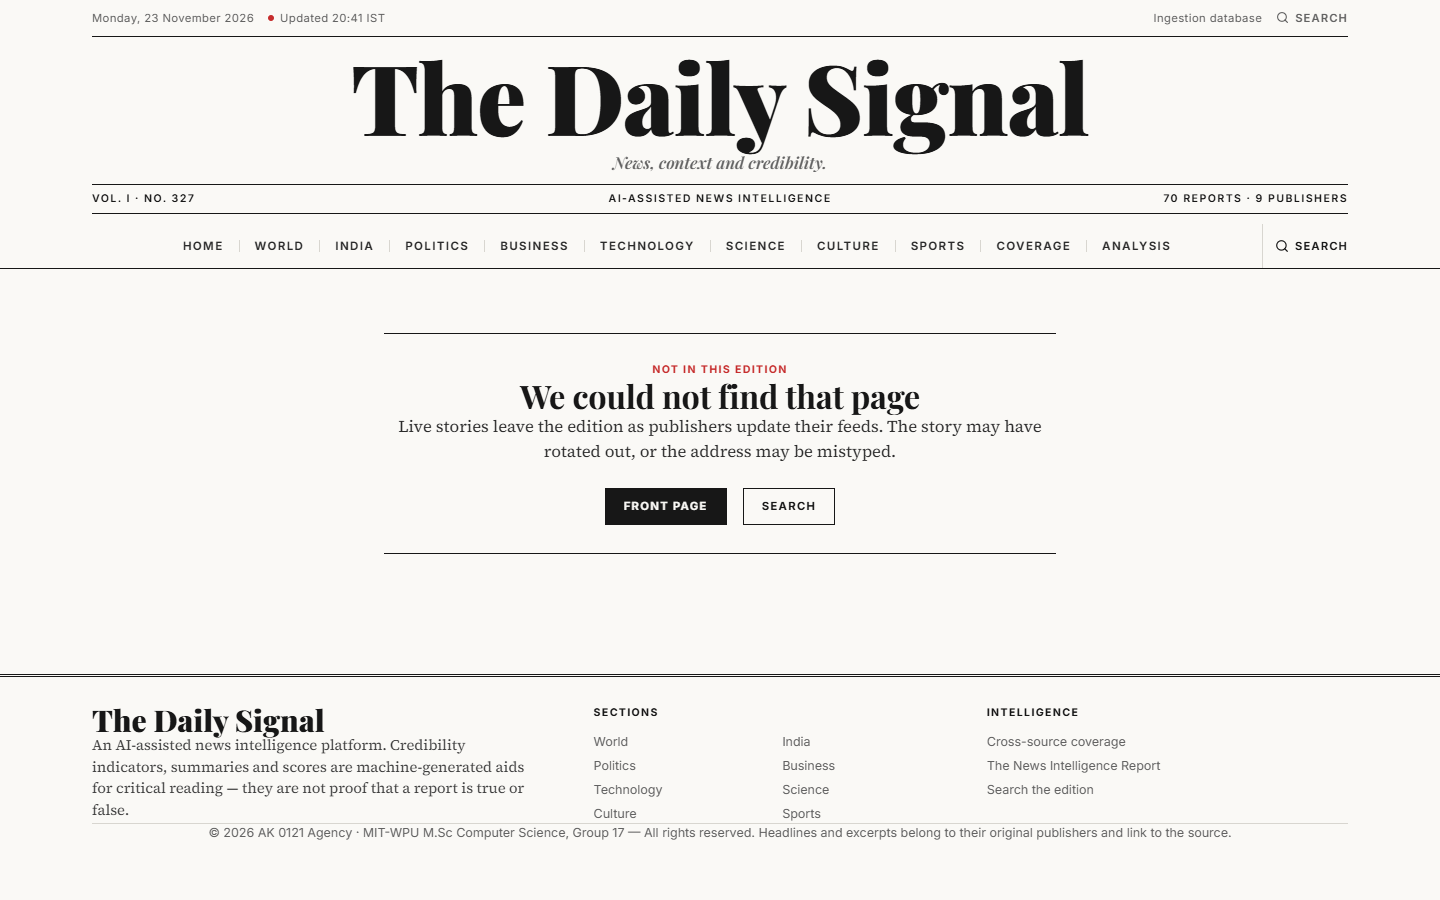 Monday, 23 November 2026 Updated 20:41 IST Ingestion database SEARCH
The Daily Signal
News, context and credibility.
VOL. I · NO. 327 AI-ASSISTED NEWS INTELLIGENCE 70 REPORTS · 9 PUBLISHERS
HOME WORLD INDIA POLITICS BUSINESS TECHNOLOGY SCIENCE CULTURE SPORTS COVERAGE ANALYSIS SEARCH
NOT IN THIS EDITION
We could not find that page
Live stories leave the edition as publishers update their feeds. The story may have
rotated out, or the address may be mistyped.
FRONT PAGE SEARCH
The Daily Signal
An AI-assisted news intelligence platform. Credibility
indicators, summaries and scores are machine-generated aids
for critical reading — they are not proof that a report is true or
false.
SECTIONS
World India
Politics Business
Technology Science
Culture Sports
INTELLIGENCE
Cross-source coverage
The News Intelligence Report
Search the edition
© 2026 AK 0121 Agency · MIT-WPU M.Sc Computer Science, Group 17 — All rights reserved. Headlines and excerpts belong to their original publishers and link to the source.